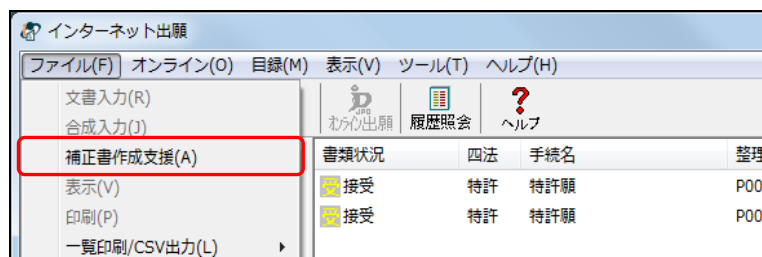 インターネット出願
ファイル(F) オンライン(O) 目録(M) 表示(V) ツール(T) ヘルプ(H)
文書入力(R)
合成入力(J)
補正書作成支援(A)
表示(V)
印刷(P)
一覧印刷/CSV出力(L)
JPO
オンライン出願 履歴照会 ヘルプ
書類状況 四法 手続名 整理
受 接受 特許 特許願 P00
受 接受 特許 特許願 P00